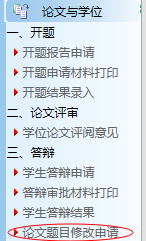 论文与学位
一、开题
开题报告申请
开题申请材料打印
开题结果录入
二、论文评审
学位论文评阅意见
三、答辩
学生答辩申请
答辩审批材料打印
学生答辩结果
论文题目修改申请